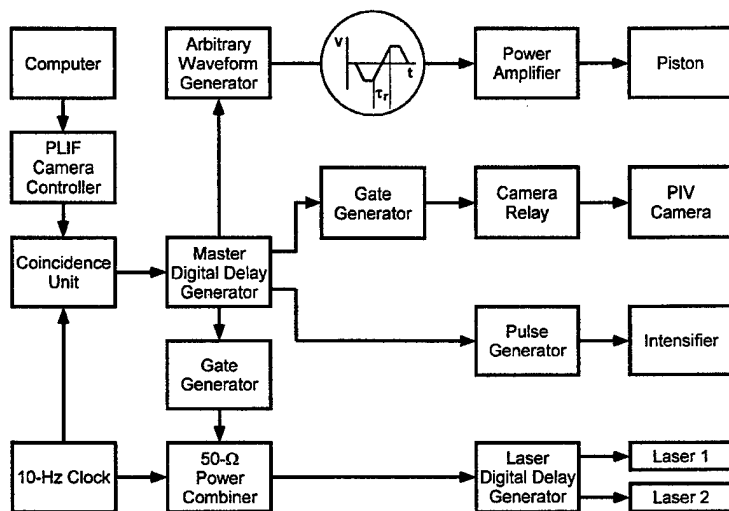 Computer
Arbitrary
Waveform
Generator
V
t
τr
Power
Amplifier
Piston
PLIF
Camera
Controller
Gate
Generator
Camera
Relay
PIV
Camera
Coincidence
Unit
Master
Digital Delay
Generator
Pulse
Generator
Intensifier
Gate
Generator
10-Hz Clock
50-Ω
Power
Combiner
Laser
Digital Delay
Generator
Laser 1
Laser 2